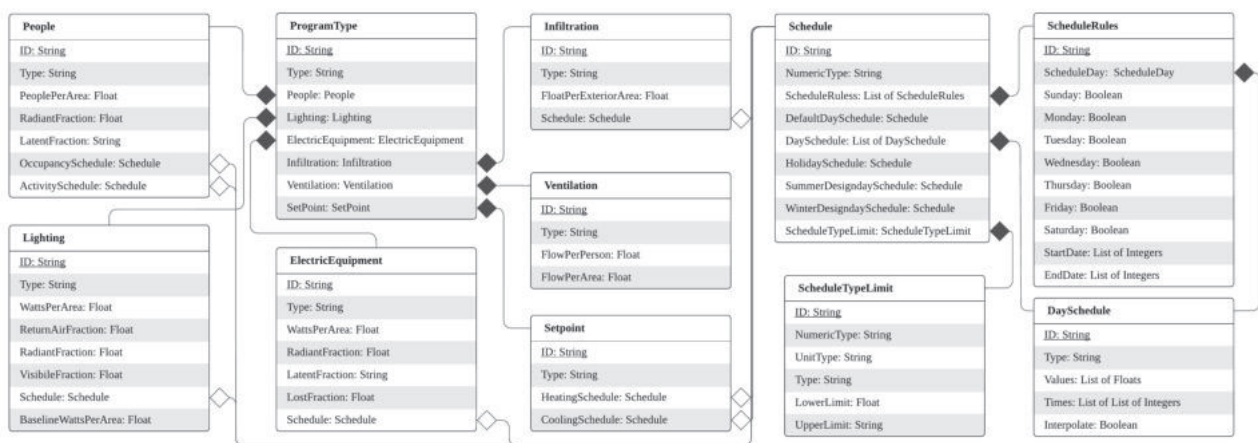 People
ID: String
Type: String
PeoplePerArea: Float
RadiantFraction: Float
LatentFraction: String
OccupancySchedule: Schedule
ActivitySchedule: Schedule
Lighting
ID: String
Type: String
WattsPerArea: Float
ReturnAirFraction: Float
RadiantFraction: Float
VisibileFraction: Float
Schedule: Schedule
BaselineWattsPerArea: Float
ProgramType
ID: String
Type: String
People: People
Lighting: Lighting
ElectricEquipment: ElectricEquipment
Infiltration: Infiltration
Ventilation: Ventilation
SetPoint: SetPoint
ElectricEquipment
ID: String
Type: String
WattsPerArea: Float
RadiantFraction: Float
LatentFraction: String
LostFraction: Float
Schedule: Schedule
Infiltration
ID: String
Type: String
FloatPerExteriorArea: Float
Schedule: Schedule
Ventilation
ID: String
Type: String
FlowPerPerson: Float
FlowPerArea: Float
Setpoint
ID: String
Type: String
HeatingSchedule: Schedule
CoolingSchedule: Schedule
Schedule
ID: String
NumericType: String
ScheduleRuless: List of ScheduleRules
DefaultDaySchedule: Schedule
DaySchedule: List of DaySchedule
HolidaySchedule: Schedule
SummerDesigndaySchedule: Schedule
WinterDesigndaySchedule: Schedule
ScheduleTypeLimit: ScheduleTypeLimit
ScheduleTypeLimit
ID: String
NumericType: String
UnitType: String
Type: String
LowerLimit: Float
UpperLimit: String
ScheduleRules
ID: String
ScheduleDay: ScheduleDay
Sunday: Boolean
Monday: Boolean
Tuesday: Boolean
Wednesday: Boolean
Thursday: Boolean
Friday: Boolean
Saturday: Boolean
StartDate: List of Integers
EndDate: List of Integers
DaySchedule
ID: String
Type: String
Values: List of Floats
Times: List of List of Integers
Interpolate: Boolean